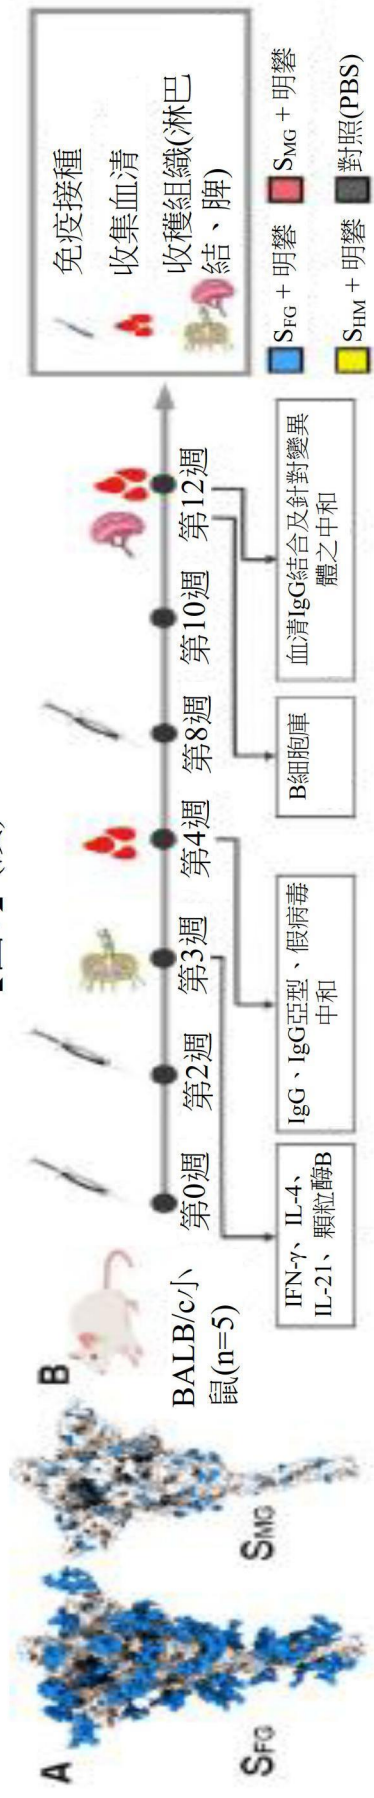 A
SFG
SMG
B
BALB/c小
鼠(n=5)
第0週
第2週
第3週
第4週
第8週
第10週
第12週
IFN-γ、IL-4、
IL-21、顆粒酶B
IgG、IgG亞型、假病毒
中和
B細胞庫
血清IgG結合及針對變異
體之中和
免疫接種
收集血清
收穫組織(淋巴
結、脾)
SFG + 明礬
SMG + 明礬
SHM + 明礬
對照(PBS)